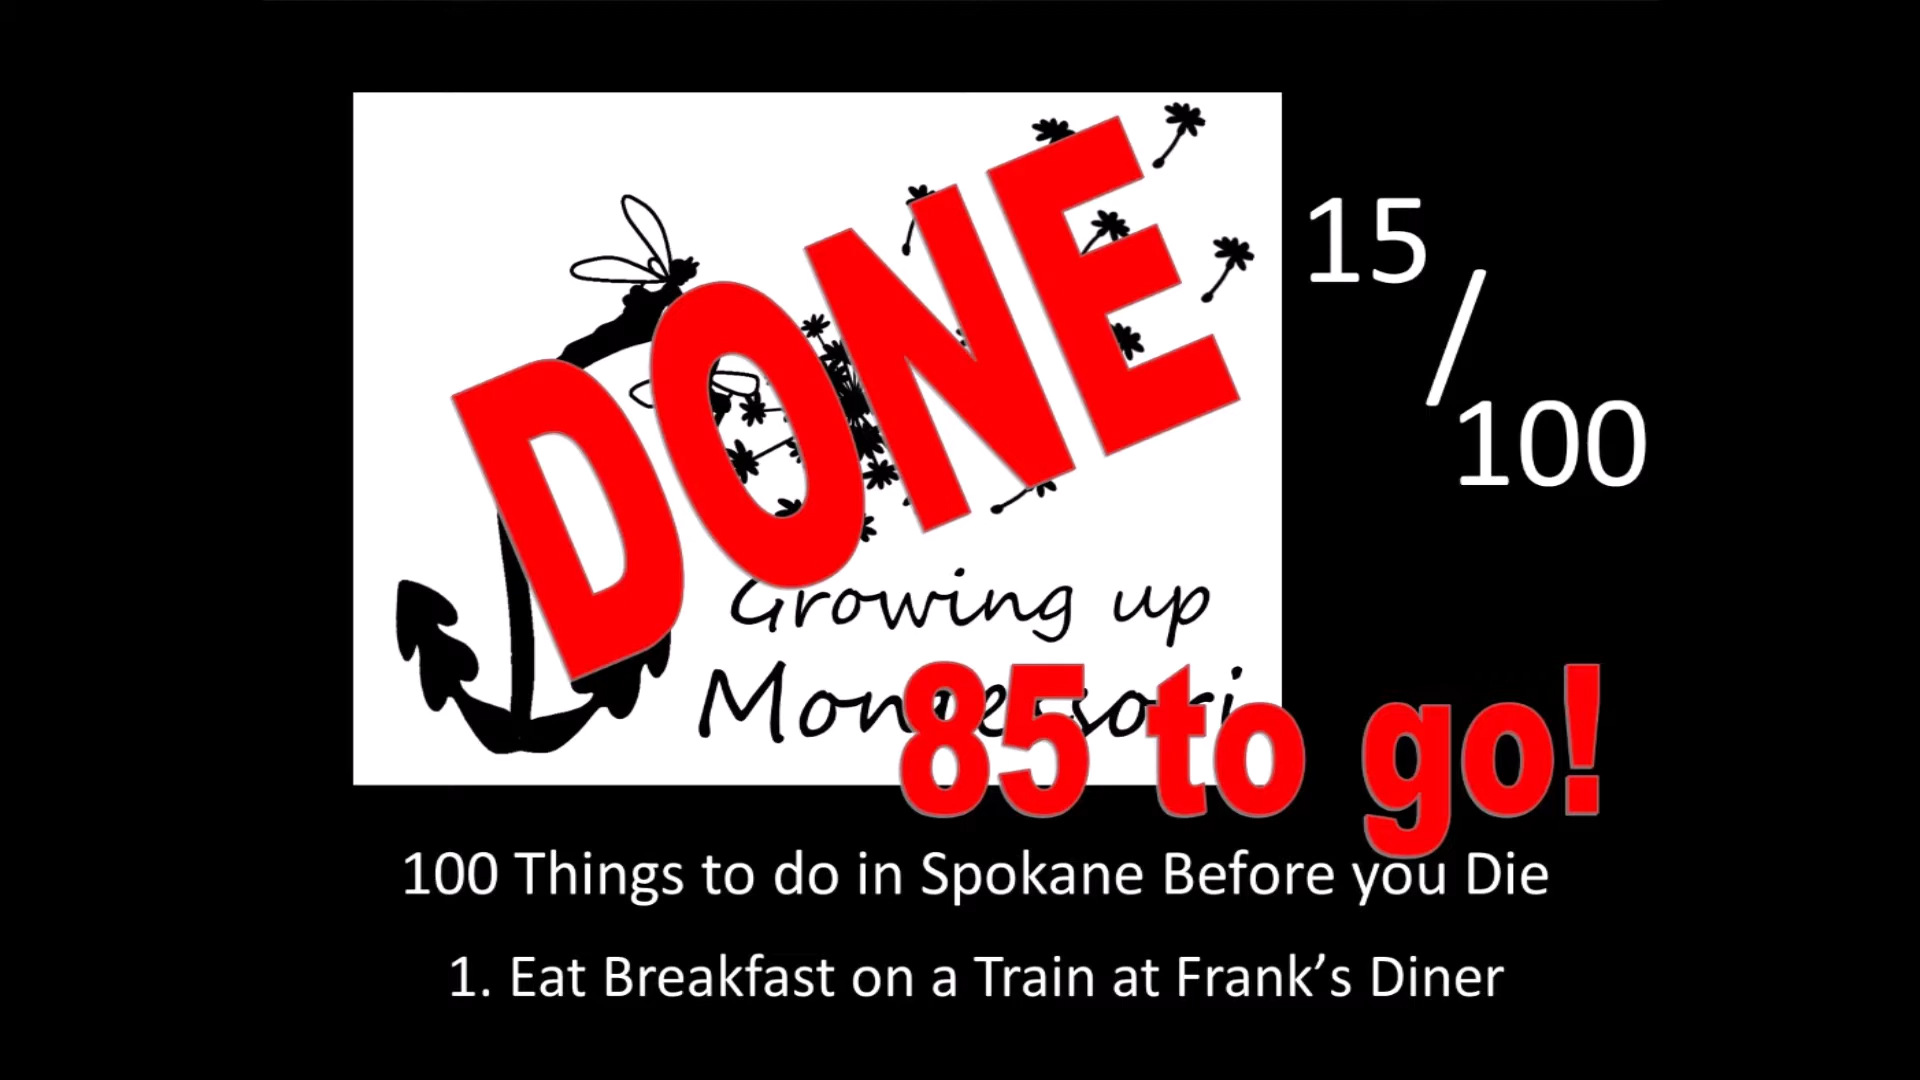 DONE
15
/
100
Growing up
Montessori
85 to go!
100 Things to do in Spokane Before you Die
1. Eat Breakfast on a Train at Frank’s Diner